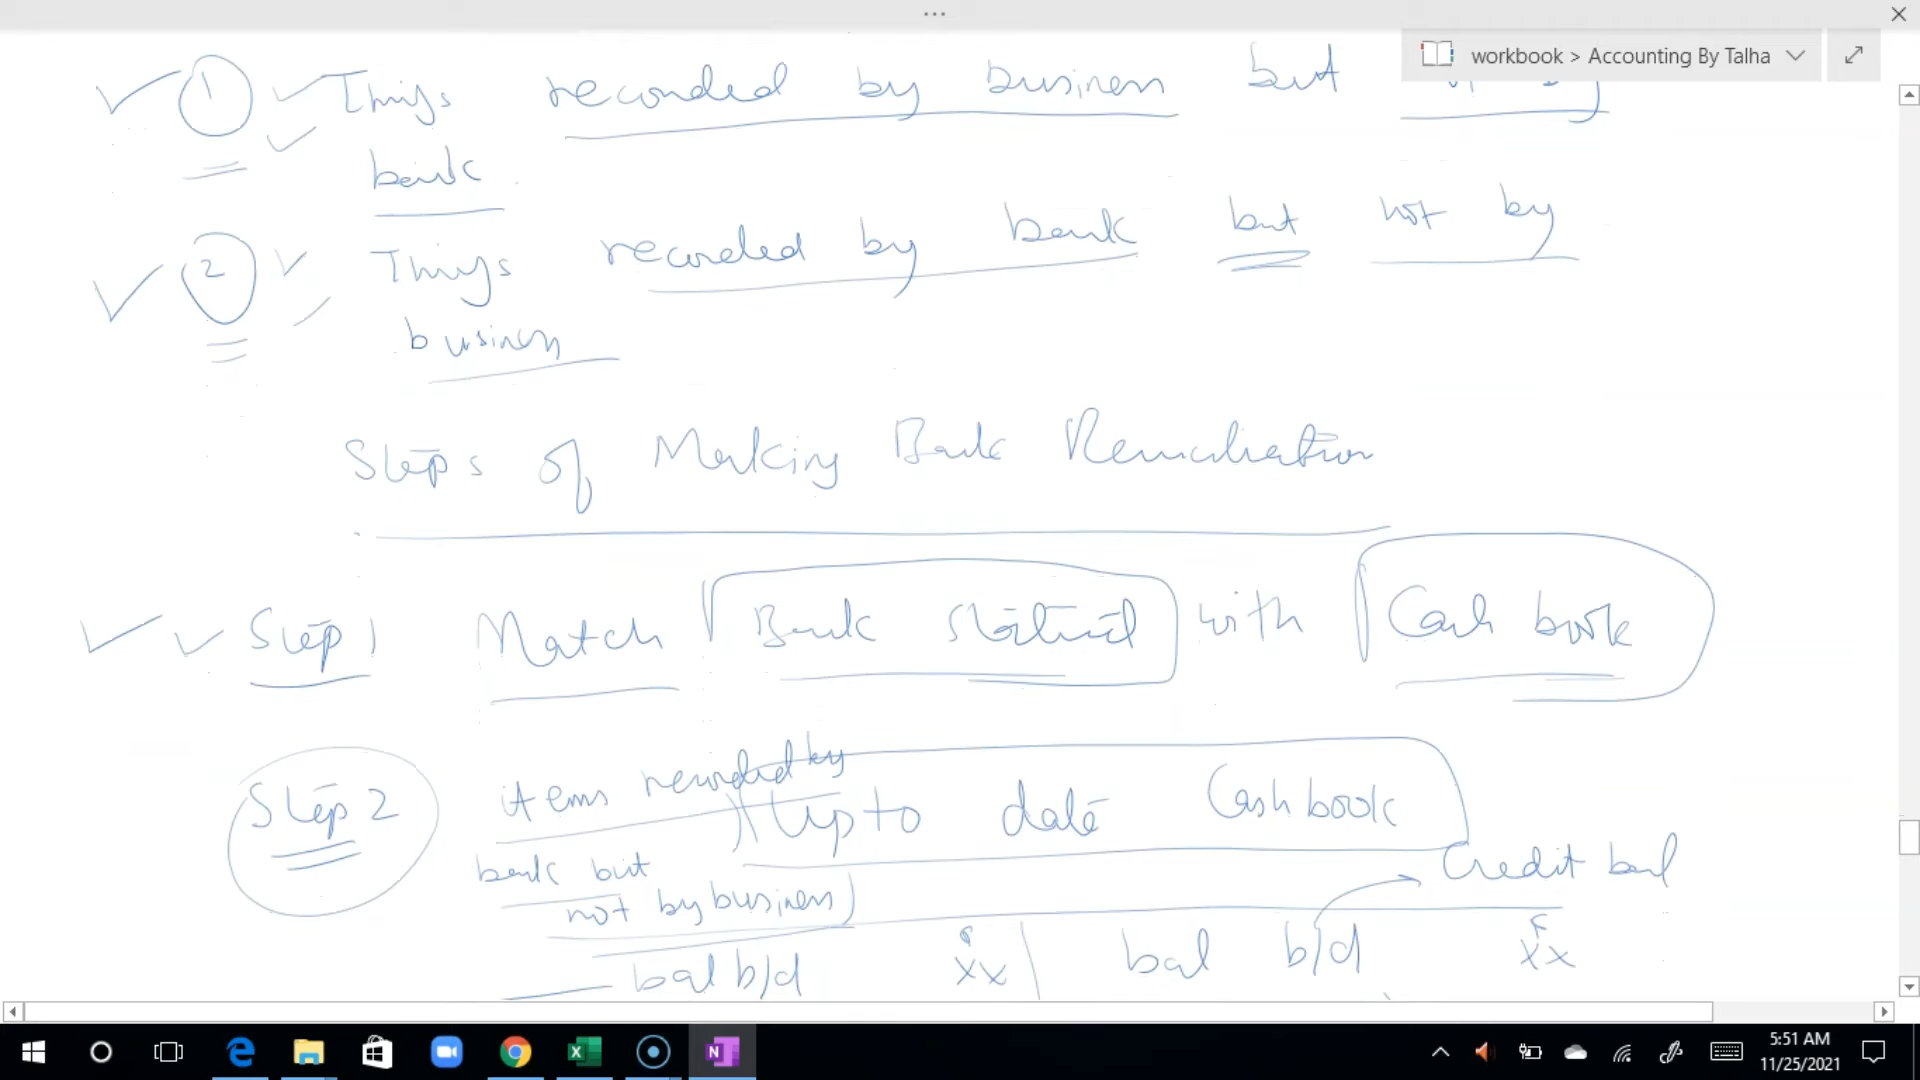 workbook > Accounting By Talha
1 Things recorded by business but by
bank
2 Things recorded by bank but not by
business
Steps of Making Bank Reconciliation
Step 1 Match Bank Statement with Cash book
Step 2 items recorded by
bank but
not by business) Up to date Cash book
Credit bal
bal b/d xx bal b/d xx
5:51 AM
11/25/2021